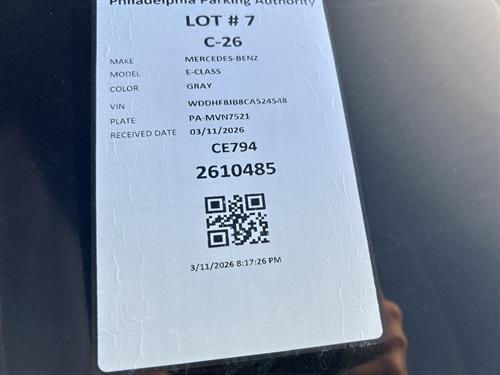 Philadelphia Parking Authority
LOT # 7
C-26
MAKE MERCEDES-BENZ
MODEL E-CLASS
COLOR GRAY
VIN WDDHF8JB8CA524548
PLATE PA-MVN7521
RECEIVED DATE 03/11/2026
CE794
2610485
3/11/2026 8:17:26 PM